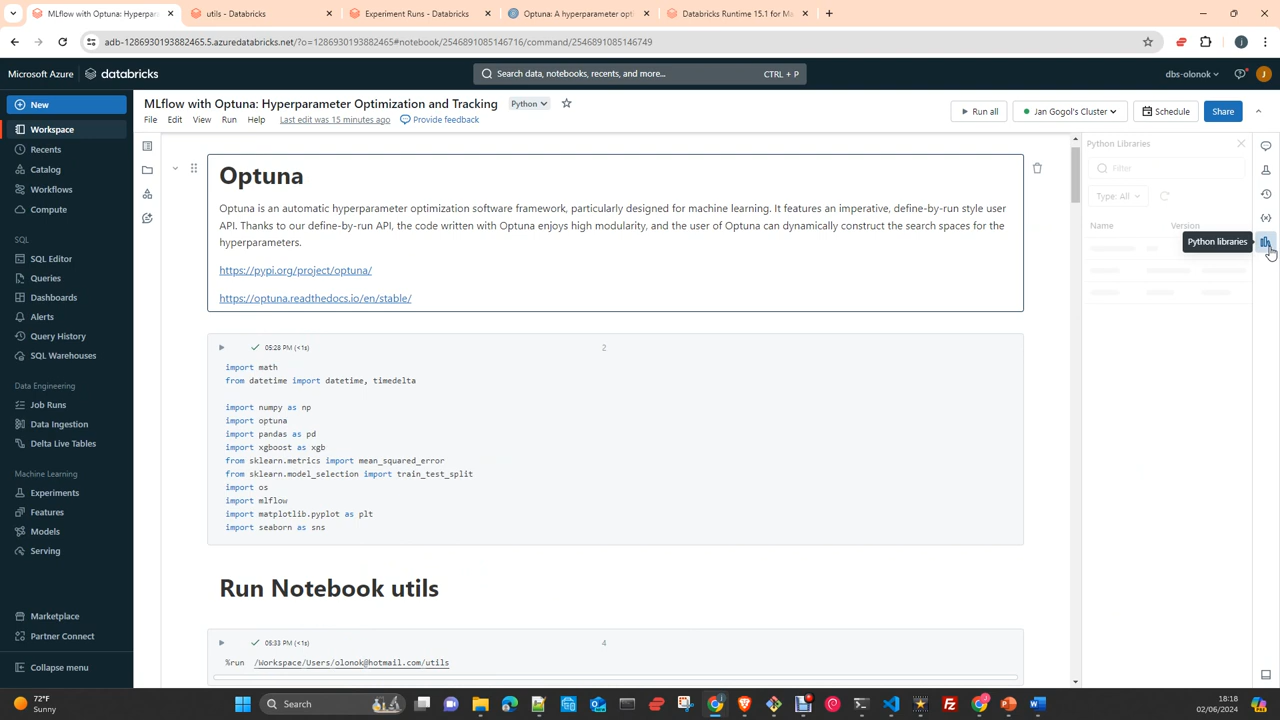 MLflow with Optuna: Hyperpar
utils - Databricks
Experiment Runs - Databricks
Optuna: A hyperparameter opti
Databricks Runtime 15.1 for Ma
adb-1286930193882465.5.azuredatabricks.net/?o=1286930193882465#notebook/2546891085146716/command/2546891085146749
Microsoft Azure
databricks
Search data, notebooks, recents, and more...
CTRL + P
dbs-olonok
J
New
Workspace
Recents
Catalog
Workflows
Compute
SQL
SQL Editor
Queries
Dashboards
Alerts
Query History
SQL Warehouses
Data Engineering
Job Runs
Data Ingestion
Delta Live Tables
Machine Learning
Experiments
Features
Models
Serving
Marketplace
Partner Connect
Collapse menu
MLflow with Optuna: Hyperparameter Optimization and Tracking
Python
File Edit View Run Help Last edit was 15 minutes ago Provide feedback
Run all
Jan Gogol's Cluster
Schedule
Share
Optuna
Optuna is an automatic hyperparameter optimization software framework, particularly designed for machine learning. It features an imperative, define-by-run style user
API. Thanks to our define-by-run API, the code written with Optuna enjoys high modularity, and the user of Optuna can dynamically construct the search spaces for the
hyperparameters.
https://pypi.org/project/optuna/
https://optuna.readthedocs.io/en/stable/
05:28 PM (<1s)
2
import math
from datetime import datetime, timedelta
import numpy as np
import optuna
import pandas as pd
import xgboost as xgb
from sklearn.metrics import mean_squared_error
from sklearn.model_selection import train_test_split
import os
import mlflow
import matplotlib.pyplot as plt
import seaborn as sns
Run Notebook utils
05:33 PM (<1s)
4
%run /Workspace/Users/olonok@hotmail.com/utils
Python Libraries
Filter
Type: All
Name
Version
Python libraries
72°F
Sunny
Search
18:18
02/06/2024